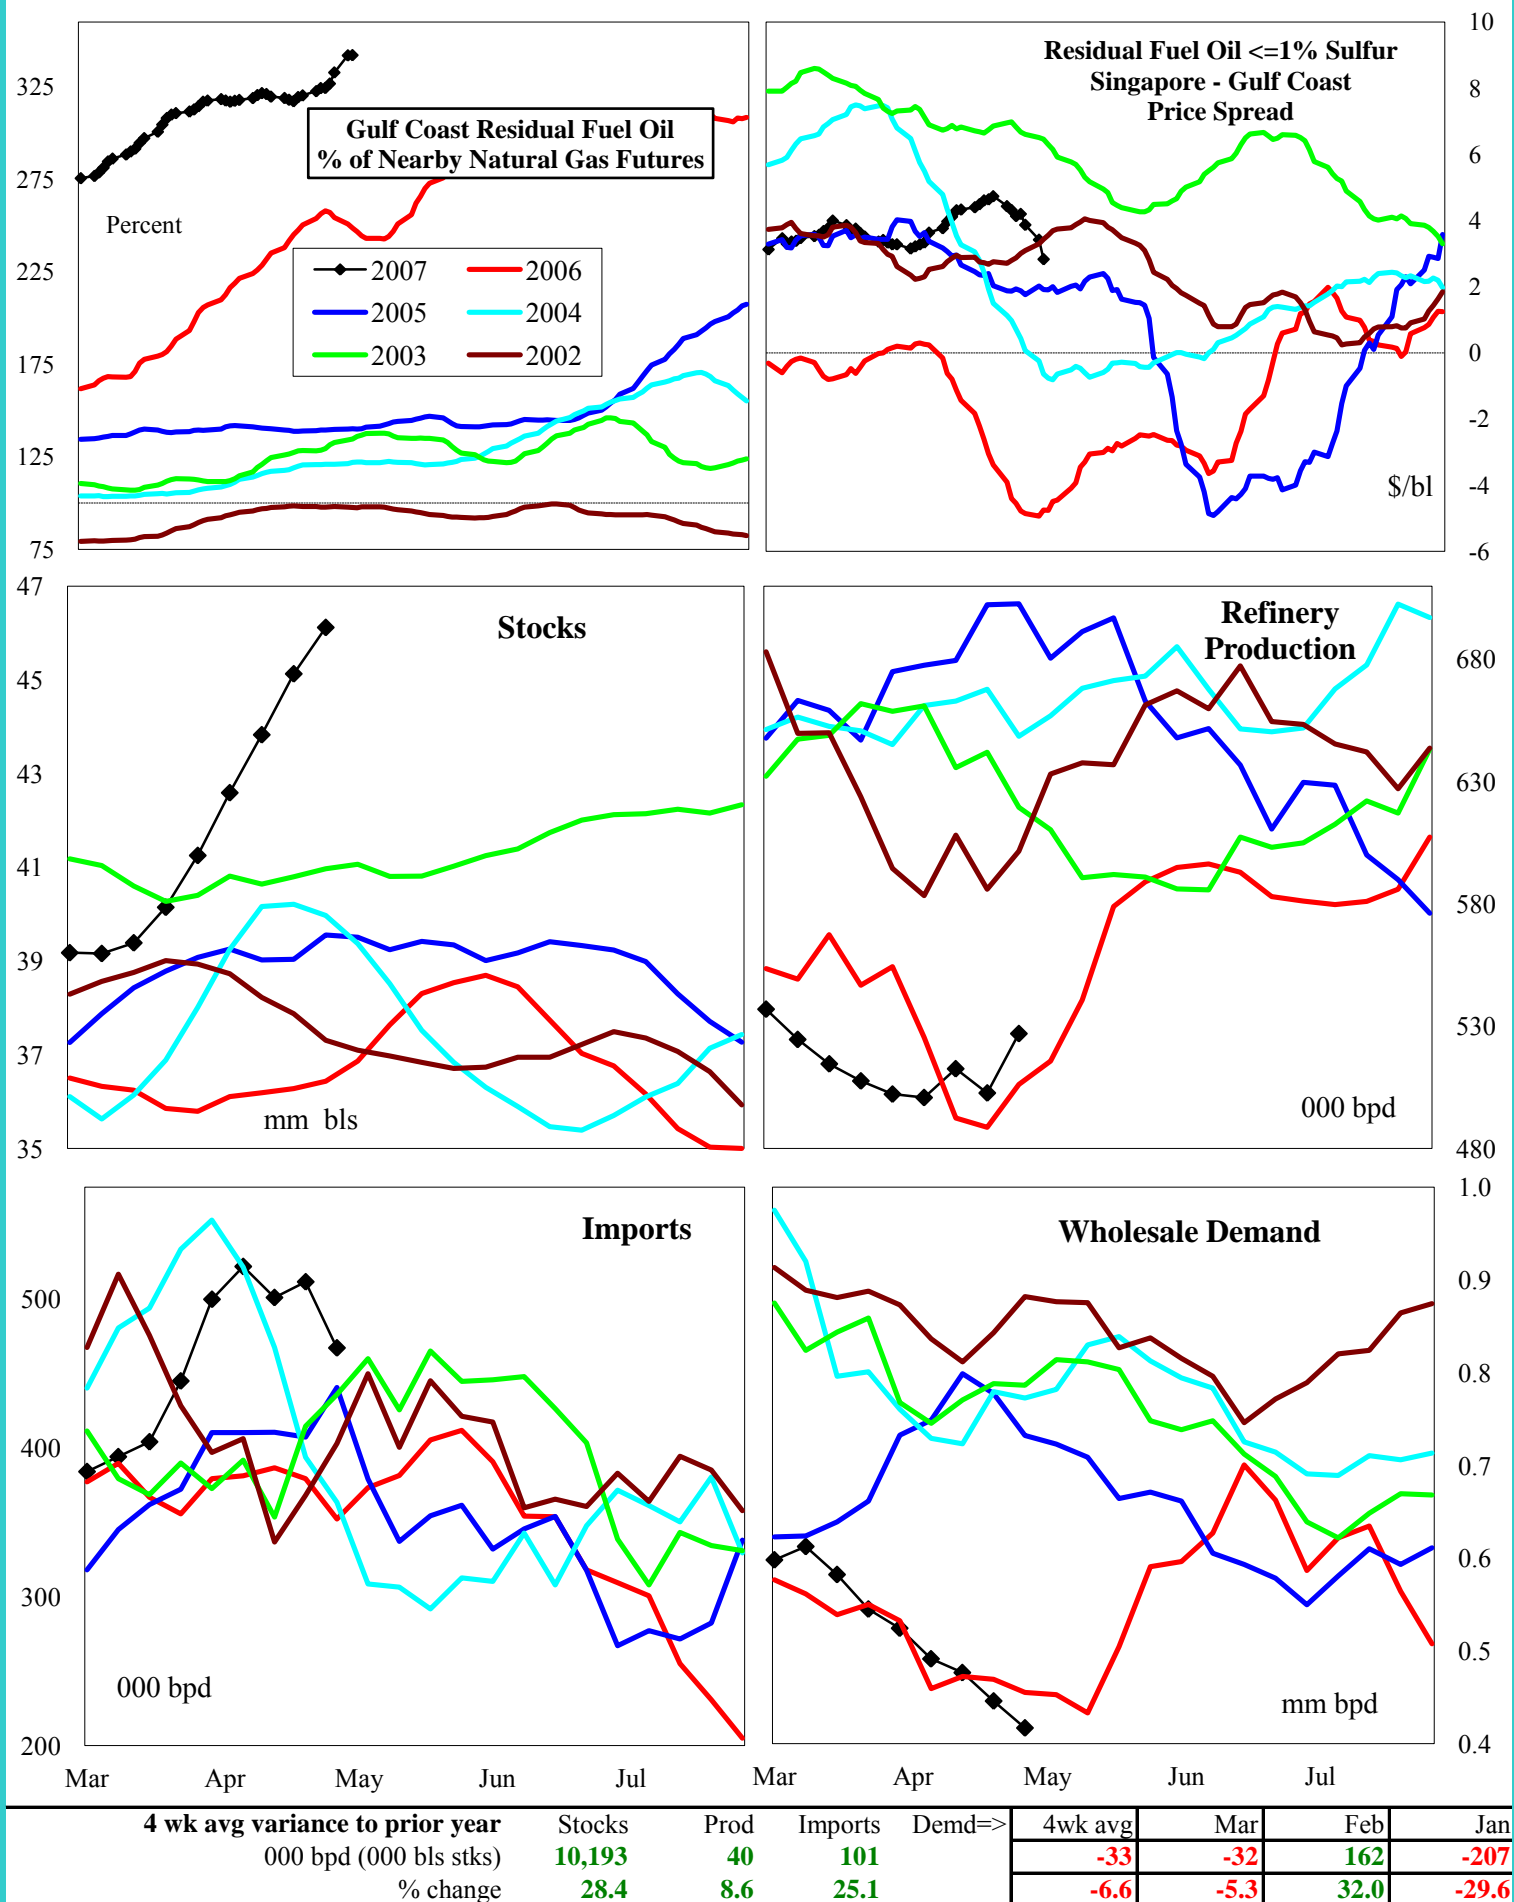 325
275
225
175
125
75
Gulf Coast Residual Fuel Oil
% of Nearby Natural Gas Futures
Percent
2007
2006
2005
2004
2003
2002
Residual Fuel Oil <=1% Sulfur
Singapore - Gulf Coast
Price Spread
$/bl
10
8
6
4
2
0
-2
-4
-6
47
45
43
41
39
37
35
Stocks
mm bls
Refinery
Production
000 bpd
680
630
580
530
480
500
400
300
200
Imports
000 bpd
Mar Apr May Jun Jul
Wholesale Demand
mm bpd
1.0
0.9
0.8
0.7
0.6
0.5
0.4
Mar Apr May Jun Jul
4 wk avg variance to prior year Stocks Prod Imports Demd=> 4wk avg Mar Feb Jan
000 bpd (000 bls stks) 10,193 40 101 -33 -32 162 -207
% change 28.4 8.6 25.1 -6.6 -5.3 32.0 -29.6